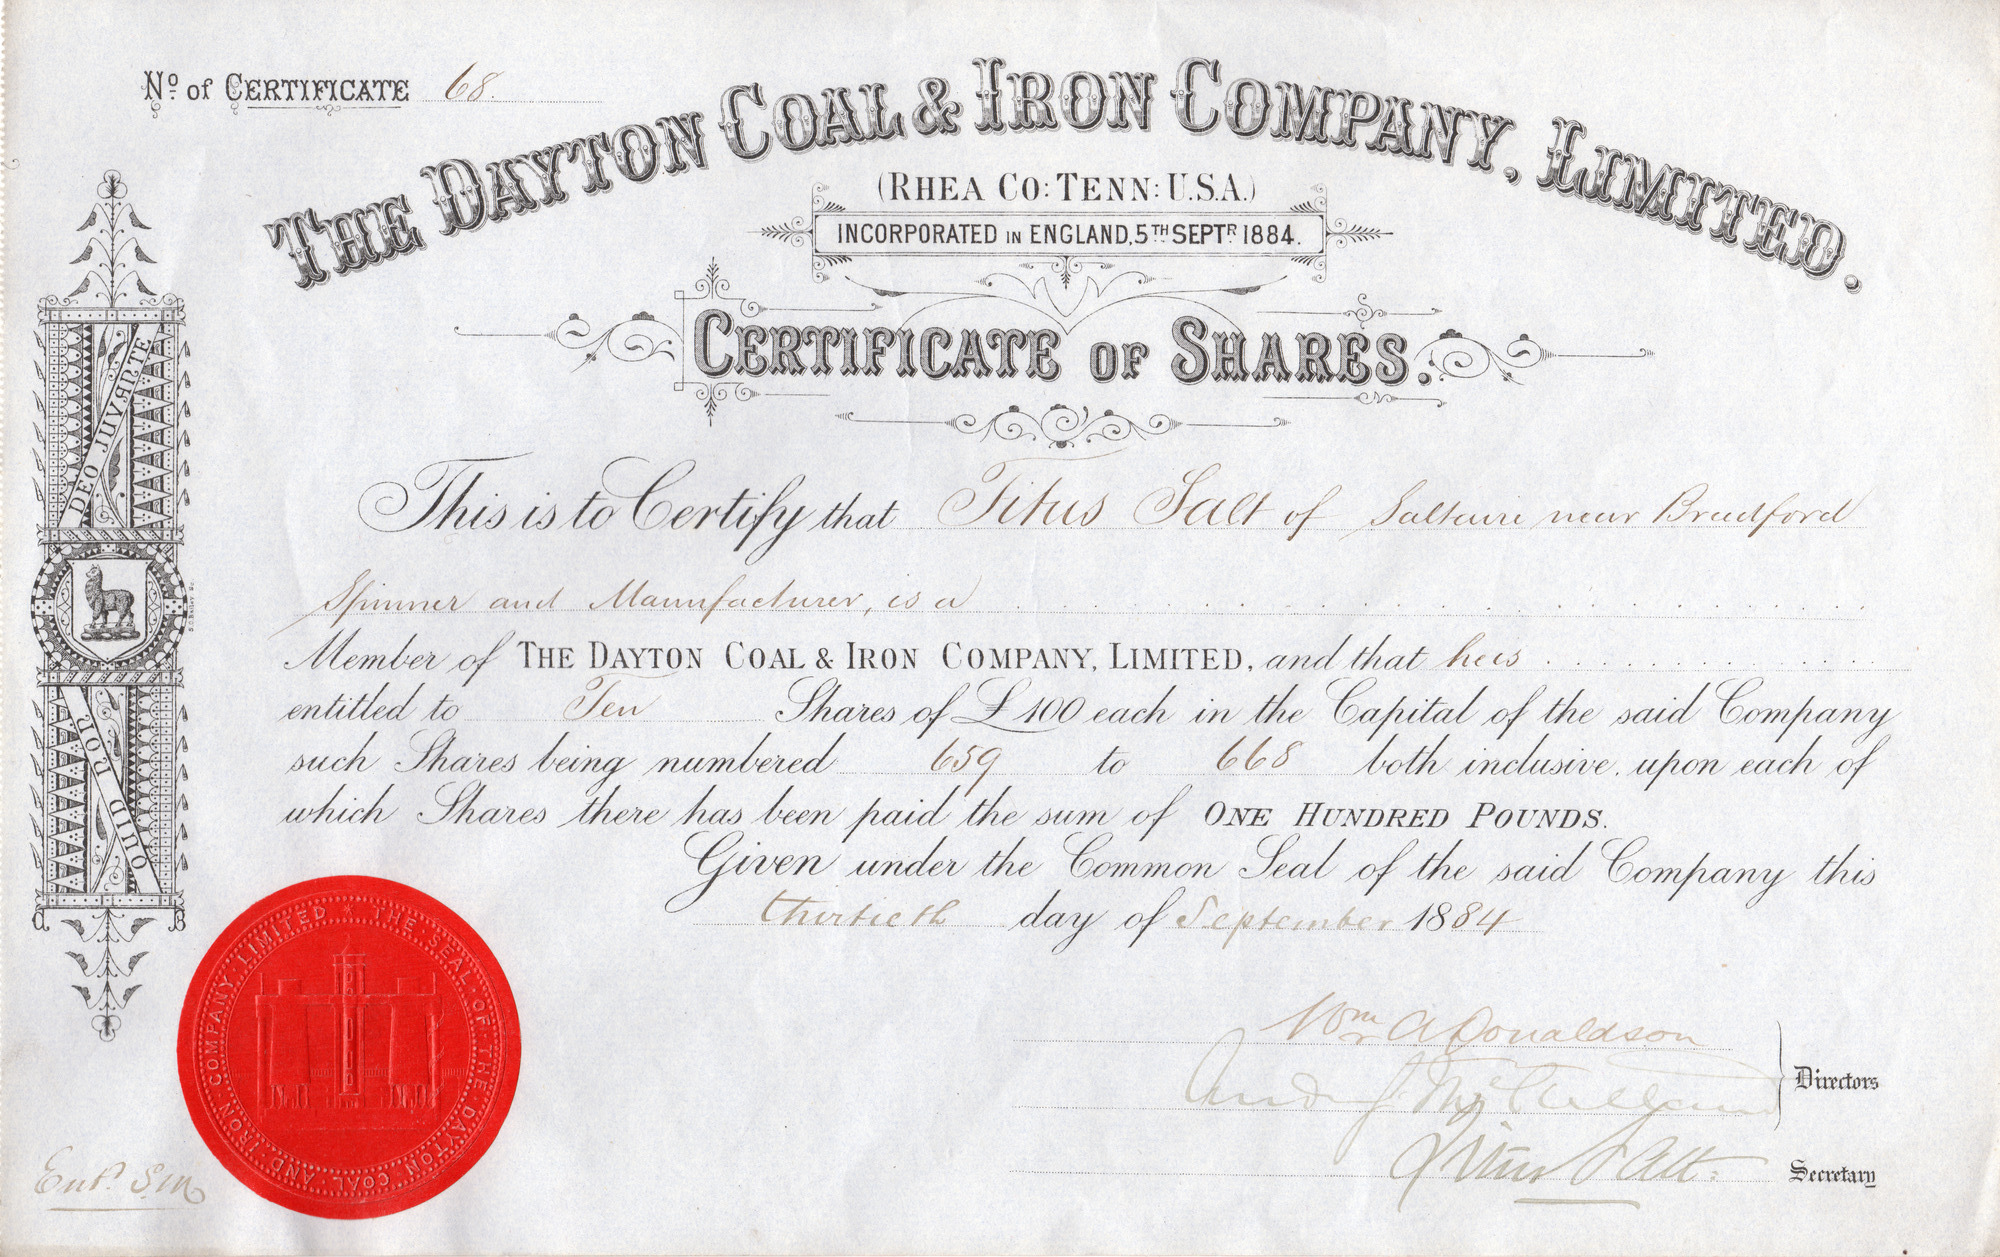 No. of CERTIFICATE 68.
THE DAYTON COAL & IRON COMPANY, LIMITED.
(RHEA CO: TENN: U.S.A.)
INCORPORATED IN ENGLAND, 5TH SEPTR 1884.
CERTIFICATE OF SHARES.
DEO JUVANTE
QUID NON
This is to Certify that Titus Salt of Saltaire near Bradford
Spinner and Manufacturer, is a
Member of THE DAYTON COAL & IRON COMPANY, LIMITED, and that he is
entitled to Ten Shares of £100 each in the Capital of the said Company
such Shares being numbered 659 to 668 both inclusive, upon each of
which Shares there has been paid the sum of ONE HUNDRED POUNDS.
Given under the Common Seal of the said Company this
thirtieth day of September 1884
THE SEAL OF THE DAYTON COAL AND IRON COMPANY LIMITED
Wm A Donaldson
Directors
Titus Salt.
Secretary